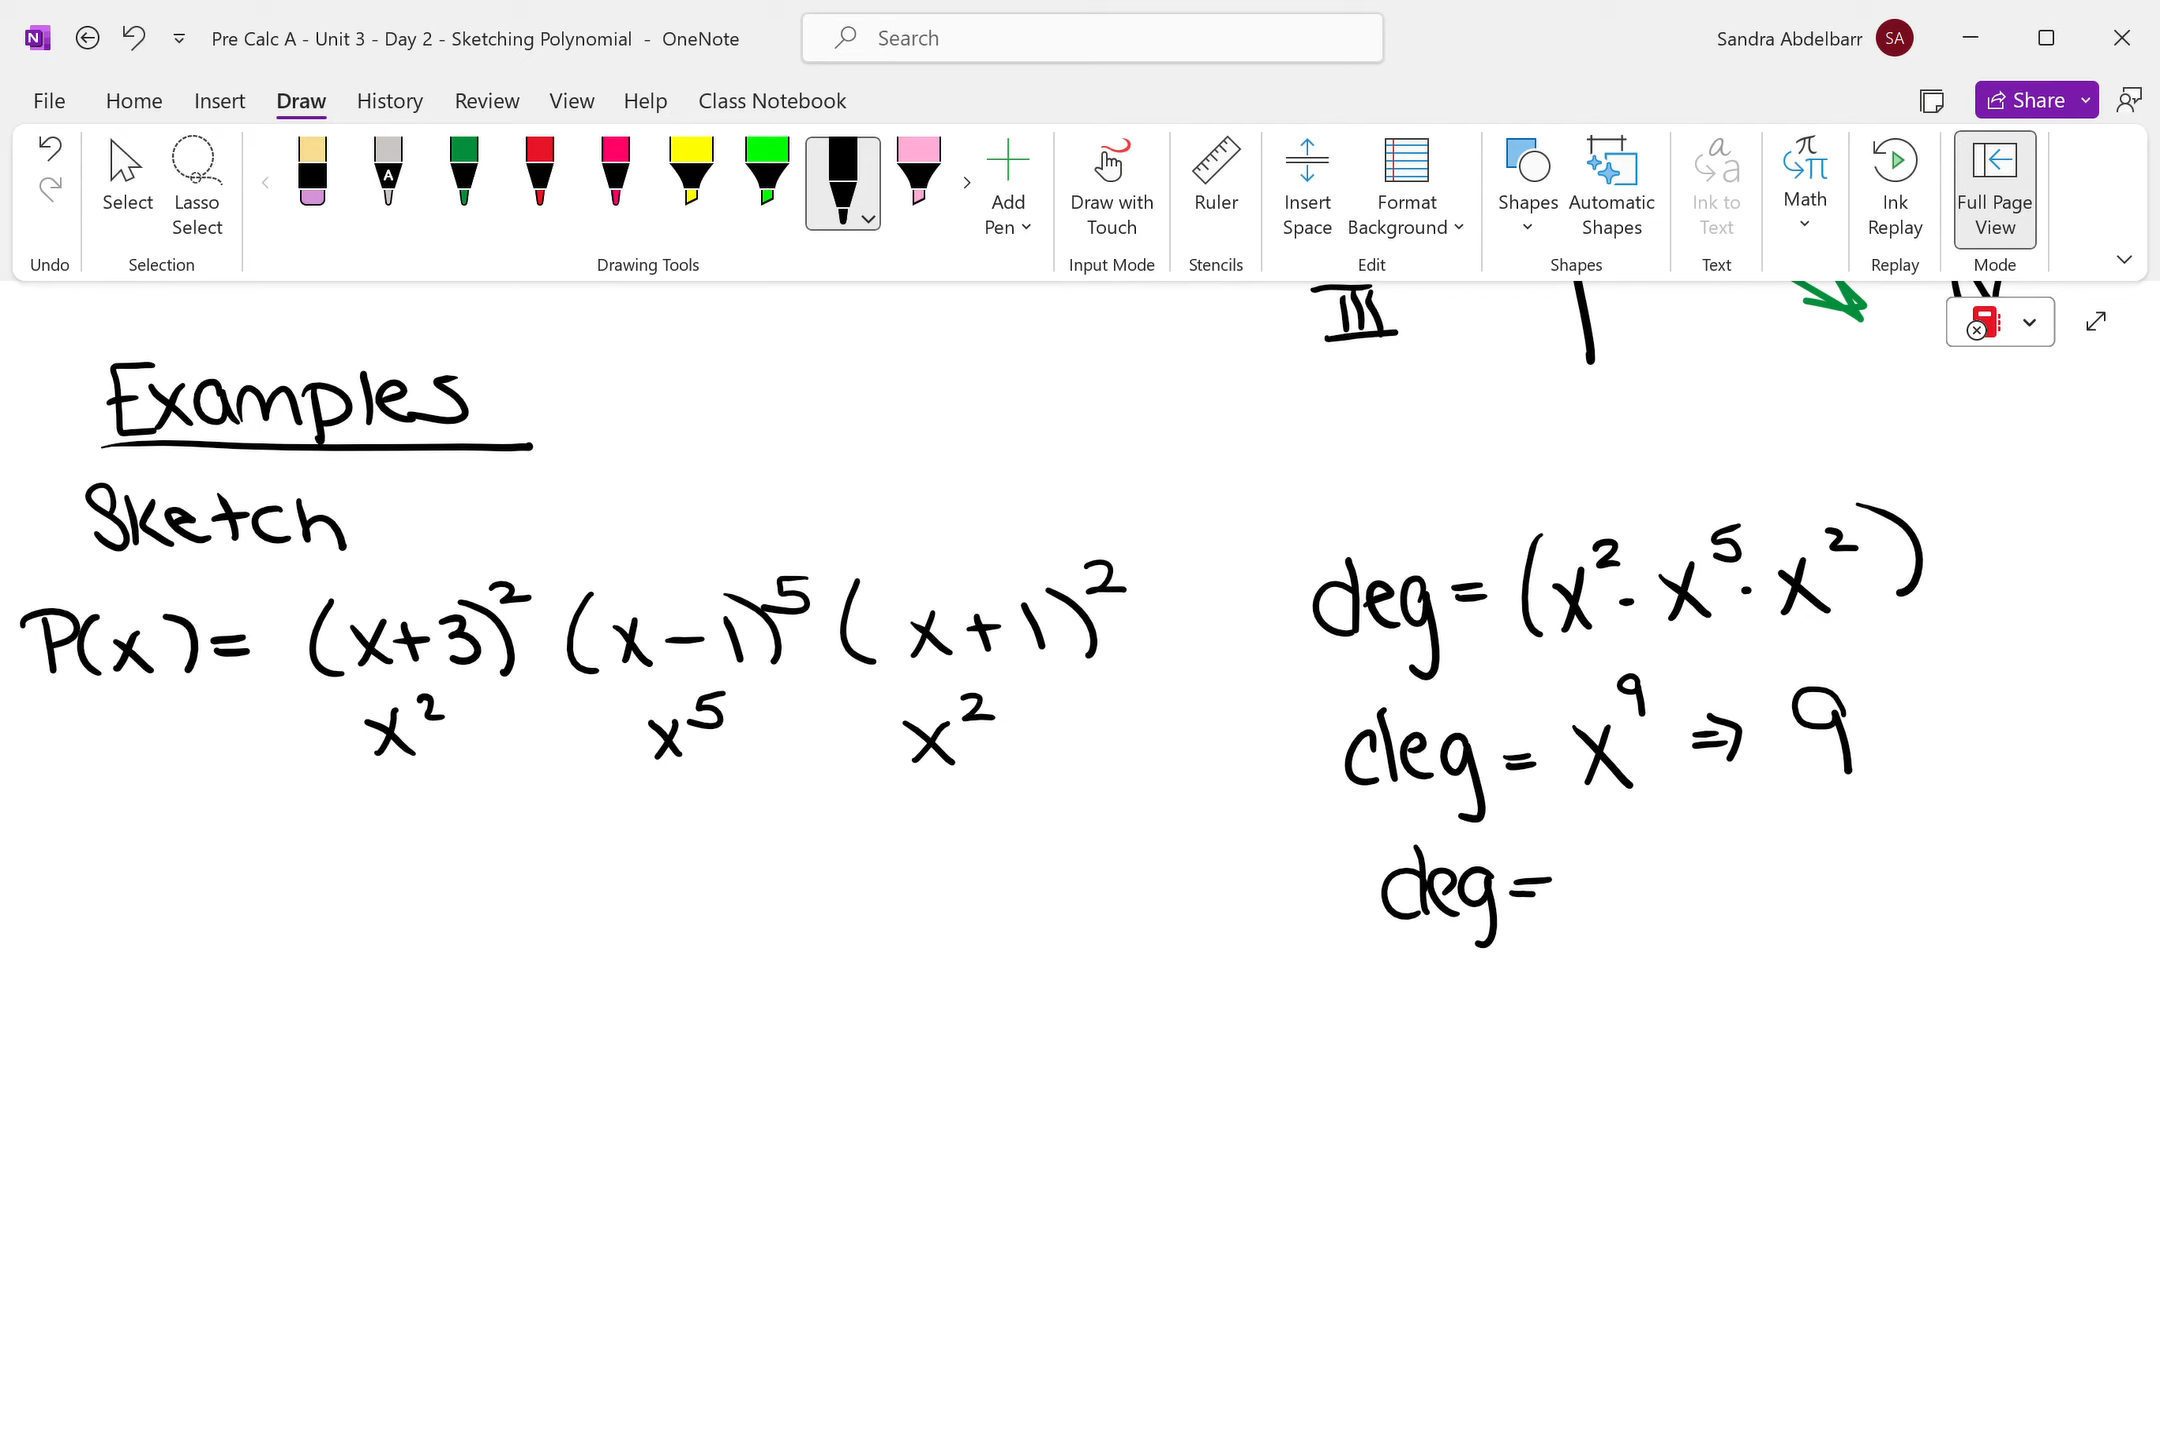 Pre Calc A - Unit 3 - Day 2 - Sketching Polynomial - OneNote
Search
Sandra Abdelbarr SA
File Home Insert Draw History Review View Help Class Notebook Share
A
Select Lasso Select Add Pen Draw with Touch Ruler Insert Space Format Background Shapes Automatic Shapes Ink to Text Math Ink Replay Full Page View
Undo Selection Drawing Tools Input Mode Stencils Edit Shapes Text Replay Mode
III
Examples
Sketch
P(x) = (x+3)² (x-1)⁵ (x+1)²
x² x⁵ x²
deg = (x² · x⁵ · x²)
deg = x⁹ ⇒ 9
deg =